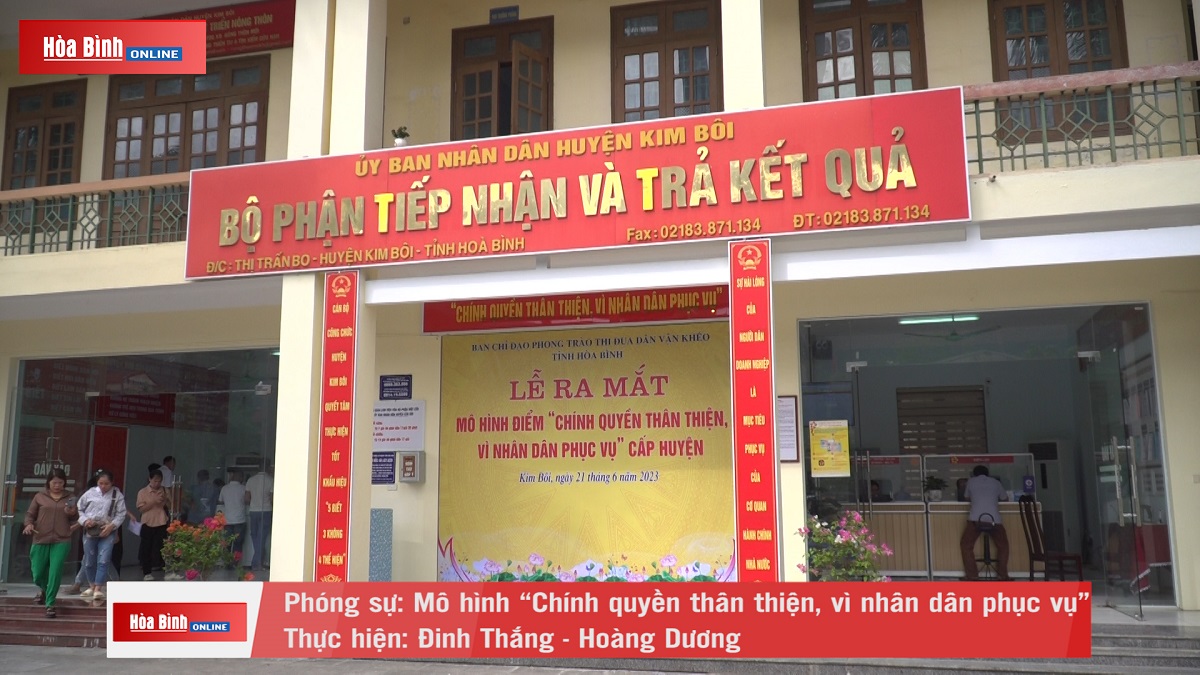 Hòa Bình ONLINE
TRIỂN NÔNG THÔN
ỦY BAN NHÂN DÂN HUYỆN KIM BÔI
BỘ PHẬN TIẾP NHẬN VÀ TRẢ KẾT QUẢ
Đ/C - THỊ TRẤN BO - HUYỆN KIM BÔI - TỈNH HOÀ BÌNH
Fax: 02183.871.134
ĐT: 02183.871.134
"CHÍNH QUYỀN THÂN THIỆN, VÌ NHÂN DÂN PHỤC VỤ"
BAN CHỈ ĐẠO PHONG TRÀO THI ĐUA DÂN VẬN KHÉO
TỈNH HÒA BÌNH
LỄ RA MẮT
MÔ HÌNH ĐIỂM "CHÍNH QUYỀN THÂN THIỆN,
VÌ NHÂN DÂN PHỤC VỤ" CẤP HUYỆN
Kim Bôi, ngày 21 tháng 6 năm 2023
CÁN BỘ
CÔNG CHỨC
HUYỆN
KIM BÔI
QUYẾT TÂM
THỰC HIỆN
TỐT
KHẨU HIỆU
"5 BIẾT
3 KHÔNG
4 THỂ HIỆN"
SỰ HÀI LÒNG
CỦA
NGƯỜI DÂN
DOANH NGHIỆP
LÀ
MỤC TIÊU
PHỤC VỤ
CỦA
CƠ QUAN
HÀNH CHÍNH
NHÀ NƯỚC
Hòa Bình ONLINE
Phóng sự: Mô hình “Chính quyền thân thiện, vì nhân dân phục vụ”
Thực hiện: Đinh Thắng - Hoàng Dương